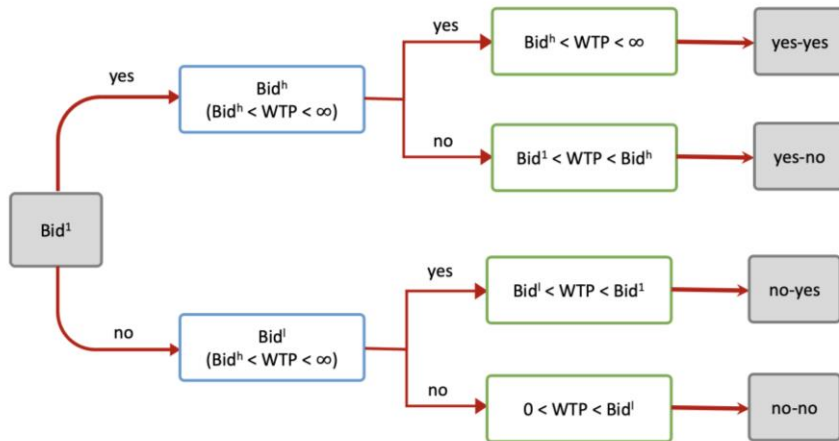 yes
Bidʰ < WTP < ∞
yes-yes
yes
Bidʰ
(Bidʰ < WTP < ∞)
no
Bid¹ < WTP < Bidʰ
yes-no
Bid¹
yes
Bidˡ < WTP < Bid¹
no-yes
no
Bidˡ
(Bidʰ < WTP < ∞)
no
0 < WTP < Bidˡ
no-no